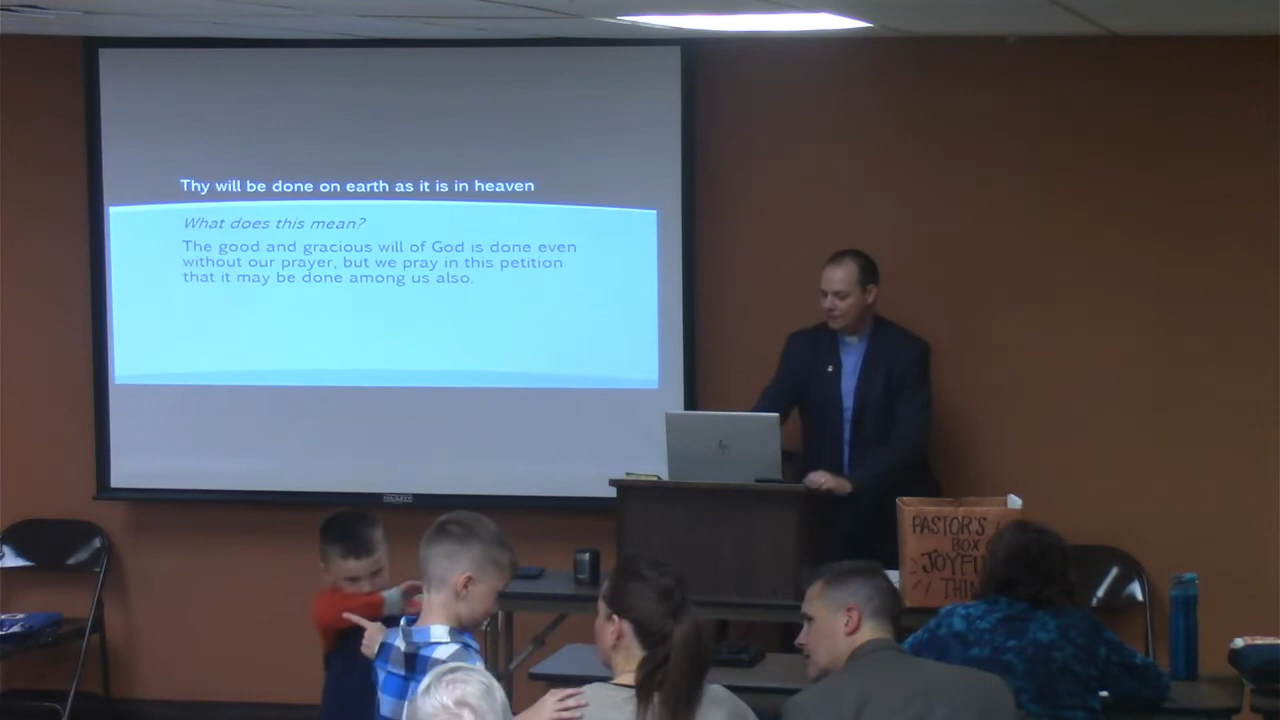 Thy will be done on earth as it is in heaven
What does this mean?
The good and gracious will of God is done even
without our prayer, but we pray in this petition
that it may be done among us also.
hp
PASTOR'S
BOX